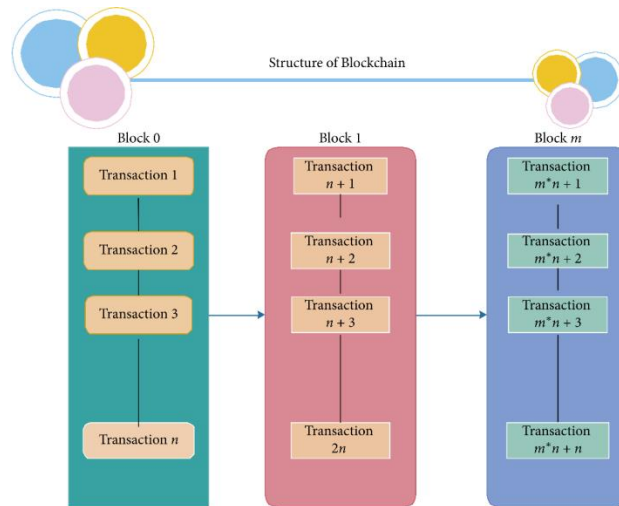 Structure of Blockchain
Block 0
Transaction 1
Transaction 2
Transaction 3
Transaction n
Block 1
Transaction
n + 1
Transaction
n + 2
Transaction
n + 3
Transaction
2n
Block m
Transaction
m*n + 1
Transaction
m*n + 2
Transaction
m*n + 3
Transaction
m*n + n